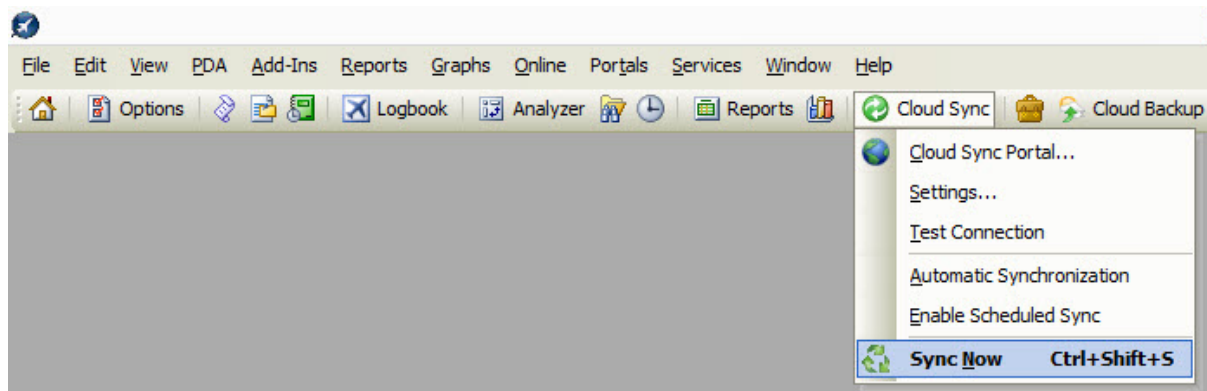 File Edit View PDA Add-Ins Reports Graphs Online Portals Services Window Help
Options Logbook Analyzer Reports Cloud Sync Cloud Backup
Cloud Sync Portal...
Settings...
Test Connection
Automatic Synchronization
Enable Scheduled Sync
Sync Now Ctrl+Shift+S